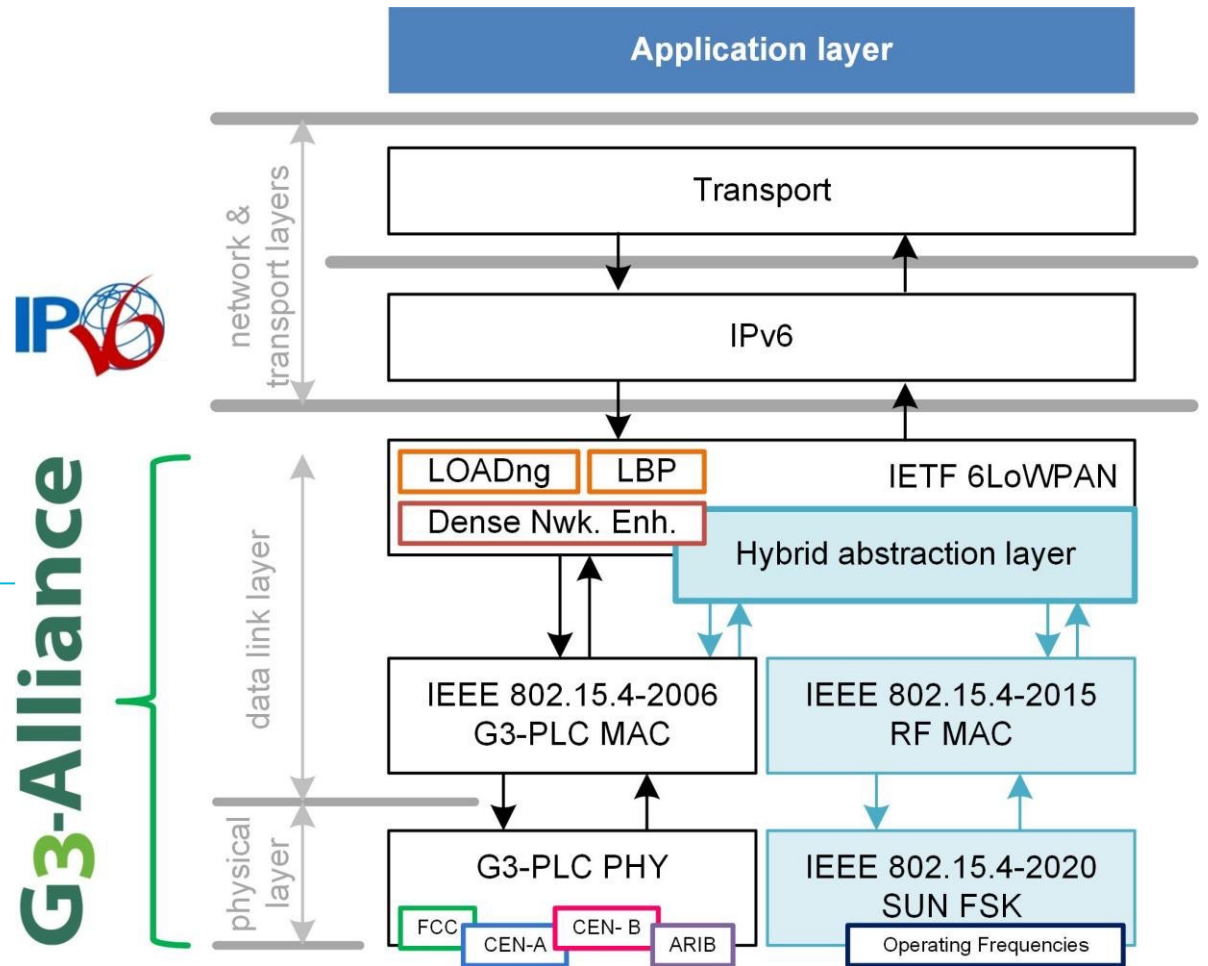 Application layer
network &
transport layers
Transport
IPv6
IPv6
LOADng
LBP
IETF 6LoWPAN
Dense Nwk. Enh.
Hybrid abstraction layer
G3-Alliance
data link layer
IEEE 802.15.4-2006
G3-PLC MAC
IEEE 802.15.4-2015
RF MAC
physical
layer
G3-PLC PHY
FCC
CEN-A
CEN- B
ARIB
IEEE 802.15.4-2020
SUN FSK
Operating Frequencies